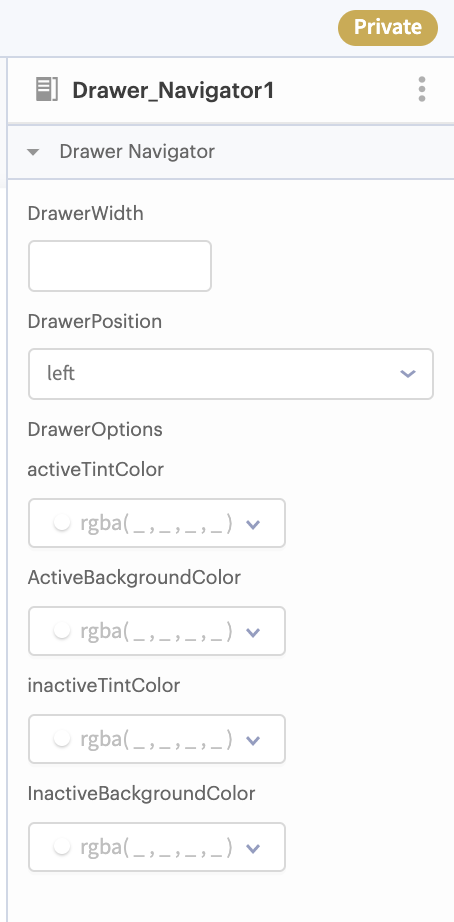 Private
Drawer_Navigator1
Drawer Navigator
DrawerWidth
DrawerPosition
left
DrawerOptions
activeTintColor
rgba( _ , _ , _ , _ )
ActiveBackgroundColor
rgba( _ , _ , _ , _ )
inactiveTintColor
rgba( _ , _ , _ , _ )
InactiveBackgroundColor
rgba( _ , _ , _ , _ )